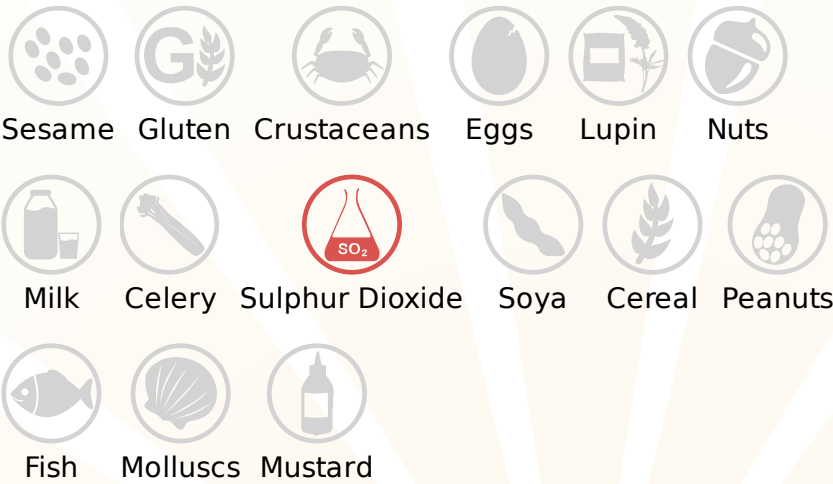 G
Sesame Gluten Crustaceans Eggs Lupin Nuts
SO₂
Milk Celery Sulphur Dioxide Soya Cereal Peanuts
Fish Molluscs Mustard